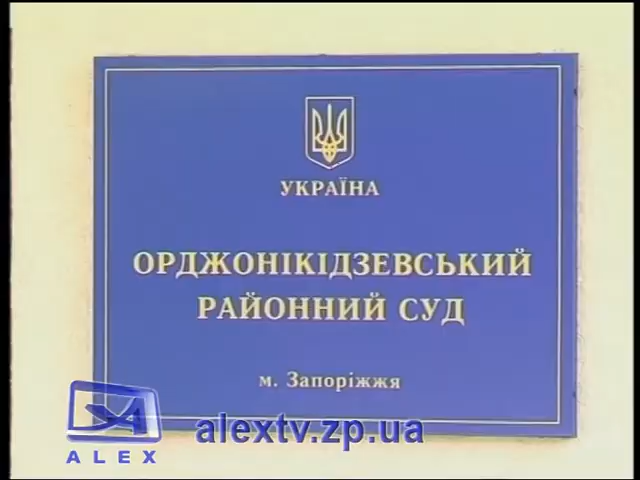 УКРАЇНА
ОРДЖОНІКІДЗЕВСЬКИЙ
РАЙОННИЙ СУД
м. Запоріжжя
alextv.zp.ua
ALEX